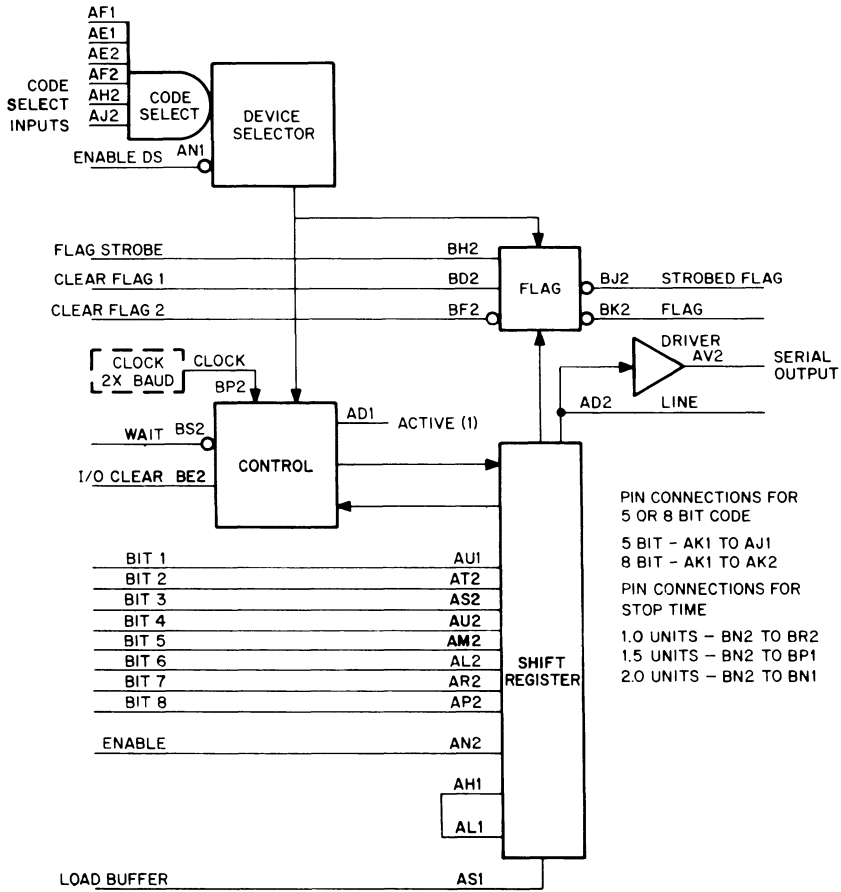 AF1
AE1
AE2
AF2
AH2
AJ2
CODE
SELECT
INPUTS
CODE
SELECT
DEVICE
SELECTOR
ENABLE DS AN1
FLAG STROBE BH2
CLEAR FLAG 1 BD2
CLEAR FLAG 2 BF2
FLAG
BJ2 STROBED FLAG
BK2 FLAG
CLOCK
2X BAUD
CLOCK
BP2
DRIVER
AV2
SERIAL
OUTPUT
AD2 LINE
AD1 ACTIVE (1)
WAIT BS2
I/O CLEAR BE2
CONTROL
BIT 1 AU1
BIT 2 AT2
BIT 3 AS2
BIT 4 AU2
BIT 5 AM2
BIT 6 AL2
BIT 7 AR2
BIT 8 AP2
ENABLE AN2
AH1
AL1
LOAD BUFFER AS1
SHIFT
REGISTER
PIN CONNECTIONS FOR
5 OR 8 BIT CODE
5 BIT – AK1 TO AJ1
8 BIT – AK1 TO AK2
PIN CONNECTIONS FOR
STOP TIME
1.0 UNITS – BN2 TO BR2
1.5 UNITS – BN2 TO BP1
2.0 UNITS – BN2 TO BN1